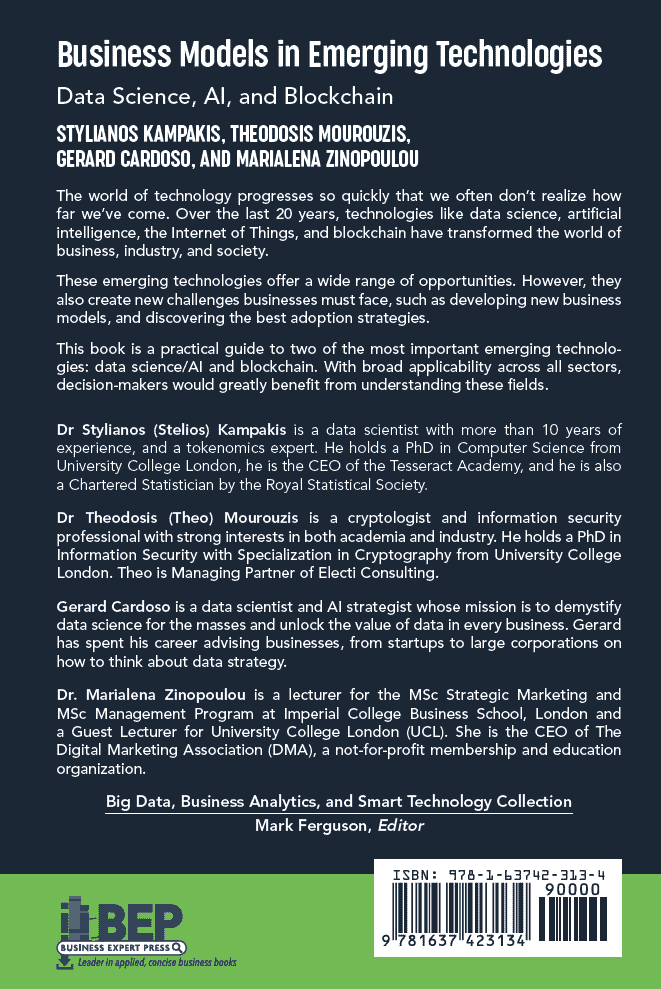 Business Models in Emerging Technologies
Data Science, AI, and Blockchain
STYLIANOS KAMPAKIS, THEODOSIS MOUROUZIS,
GERARD CARDOSO, AND MARIALENA ZINOPOULOU
The world of technology progresses so quickly that we often don't realize how
far we've come. Over the last 20 years, technologies like data science, artificial
intelligence, the Internet of Things, and blockchain have transformed the world of
business, industry, and society.
These emerging technologies offer a wide range of opportunities. However, they
also create new challenges businesses must face, such as developing new business
models, and discovering the best adoption strategies.
This book is a practical guide to two of the most important emerging technolo-
gies: data science/AI and blockchain. With broad applicability across all sectors,
decision-makers would greatly benefit from understanding these fields.
Dr Stylianos (Stelios) Kampakis is a data scientist with more than 10 years of
experience, and a tokenomics expert. He holds a PhD in Computer Science from
University College London, he is the CEO of the Tesseract Academy, and he is also
a Chartered Statistician by the Royal Statistical Society.
Dr Theodosis (Theo) Mourouzis is a cryptologist and information security
professional with strong interests in both academia and industry. He holds a PhD in
Information Security with Specialization in Cryptography from University College
London. Theo is Managing Partner of Electi Consulting.
Gerard Cardoso is a data scientist and AI strategist whose mission is to demystify
data science for the masses and unlock the value of data in every business. Gerard
has spent his career advising businesses, from startups to large corporations on
how to think about data strategy.
Dr. Marialena Zinopoulou is a lecturer for the MSc Strategic Marketing and
MSc Management Program at Imperial College Business School, London and
a Guest Lecturer for University College London (UCL). She is the CEO of The
Digital Marketing Association (DMA), a not-for-profit membership and education
organization.
Big Data, Business Analytics, and Smart Technology Collection
Mark Ferguson, Editor
ISBN: 978-1-63742-313-4
90000
9 781637 423134
BEP
BUSINESS EXPERT PRESS
Leader in applied, concise business books